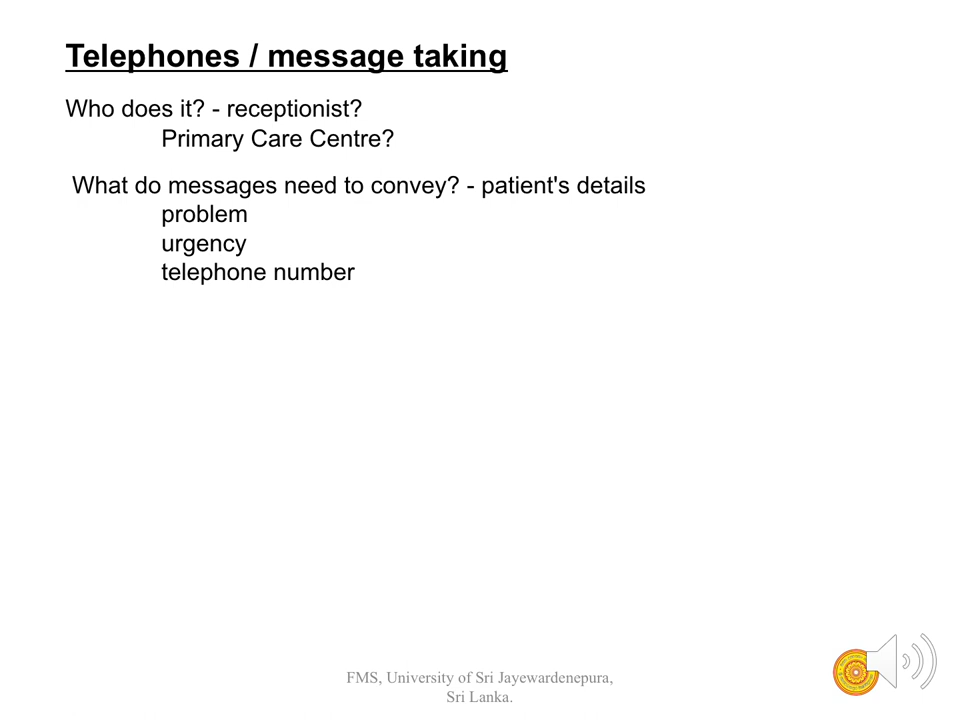 Telephones / message taking
Who does it? - receptionist?
Primary Care Centre?
What do messages need to convey? - patient's details
problem
urgency
telephone number
FMS, University of Sri Jayewardenepura,
Sri Lanka.